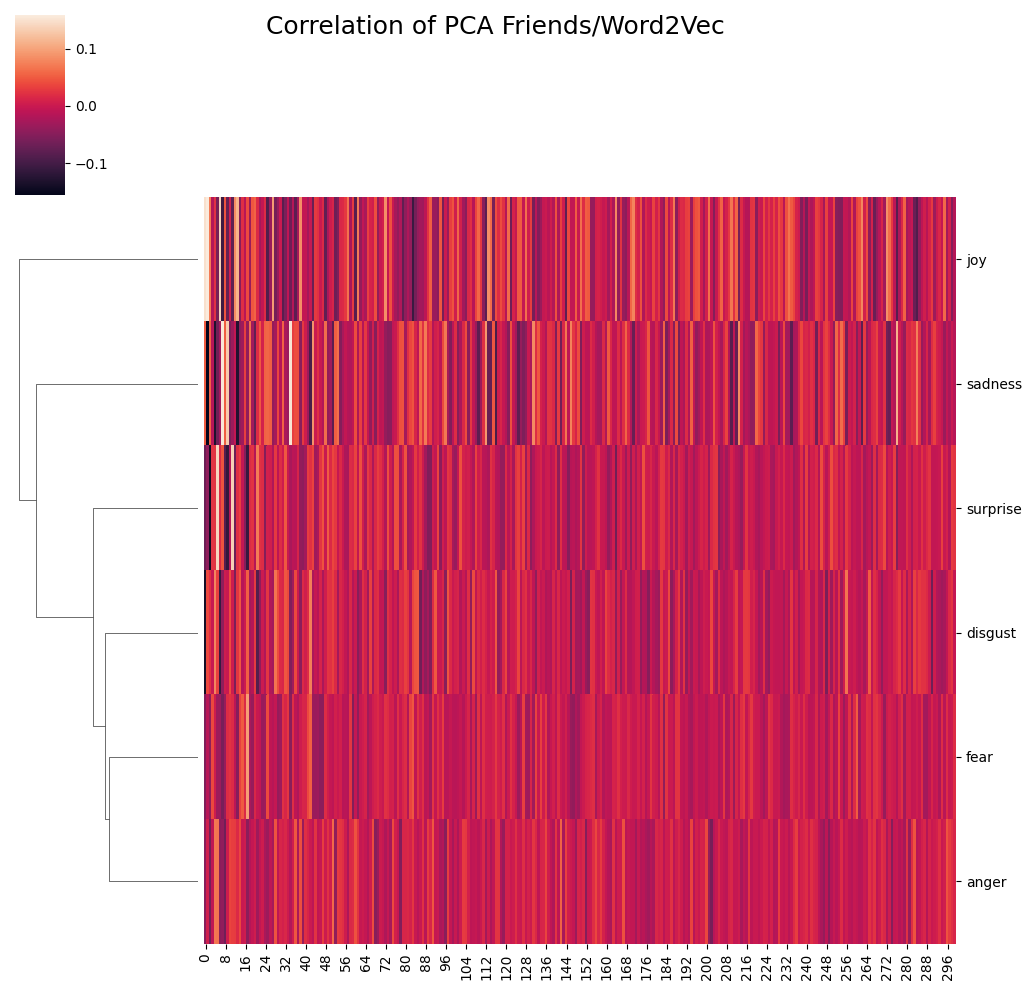 Correlation of PCA Friends/Word2Vec
0.1
0.0
−0.1
joy
sadness
surprise
disgust
fear
anger
0 8 16 24 32 40 48 56 64 72 80 88 96 104 112 120 128 136 144 152 160 168 176 184 192 200 208 216 224 232 240 248 256 264 272 280 288 296